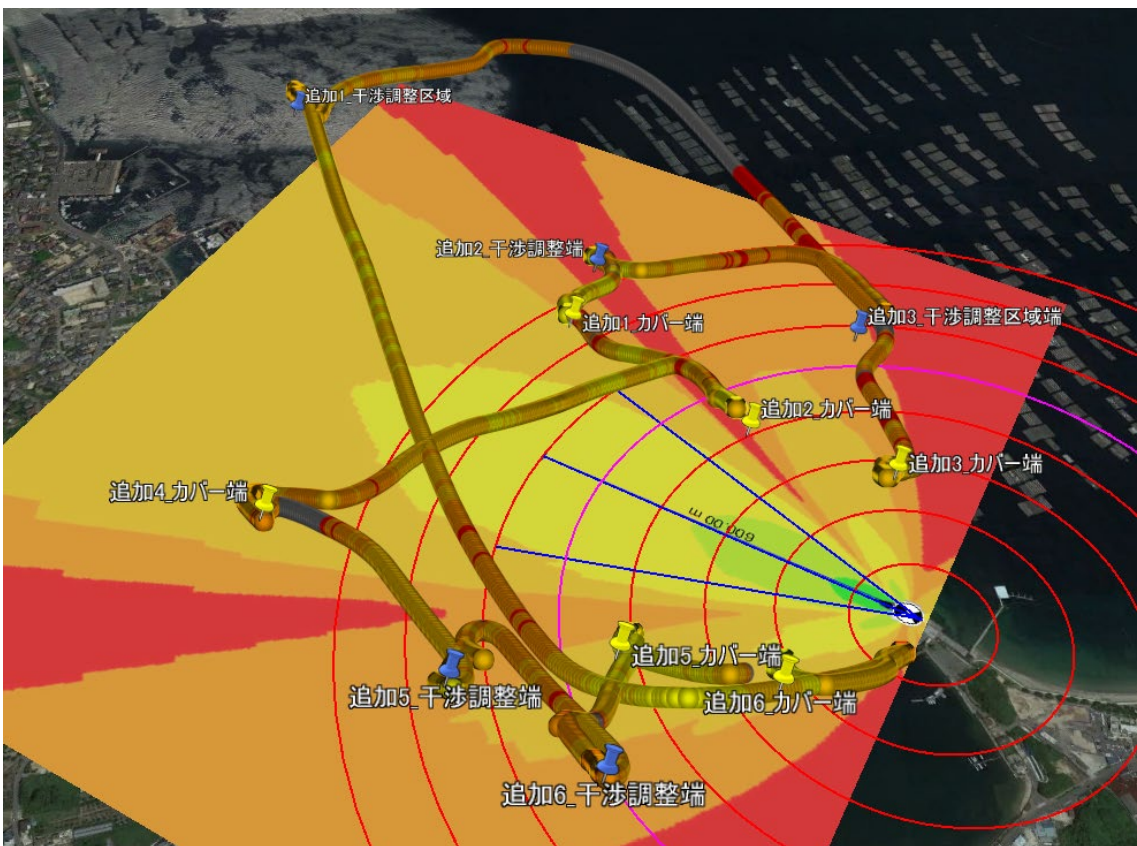 追加1_干渉調整区域
追加2_干渉調整端
追加1_カバー端
追加3_干渉調整区域端
追加2_カバー端
追加3_カバー端
追加4_カバー端
600.00 m
追加5_カバー端
追加5_干渉調整端
追加6_カバー端
追加6_干渉調整端